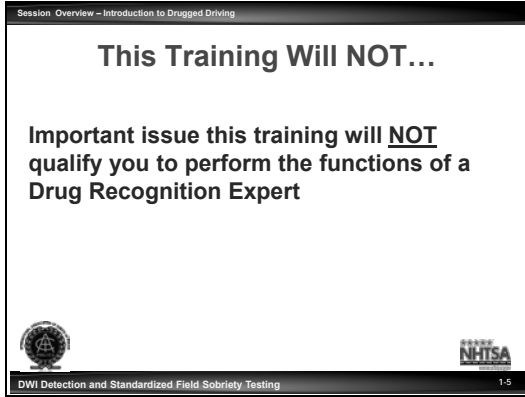 Session Overview – Introduction to Drugged Driving
This Training Will NOT…
Important issue this training will NOT
qualify you to perform the functions of a
Drug Recognition Expert
NHTSA
DWI Detection and Standardized Field Sobriety Testing
1-5